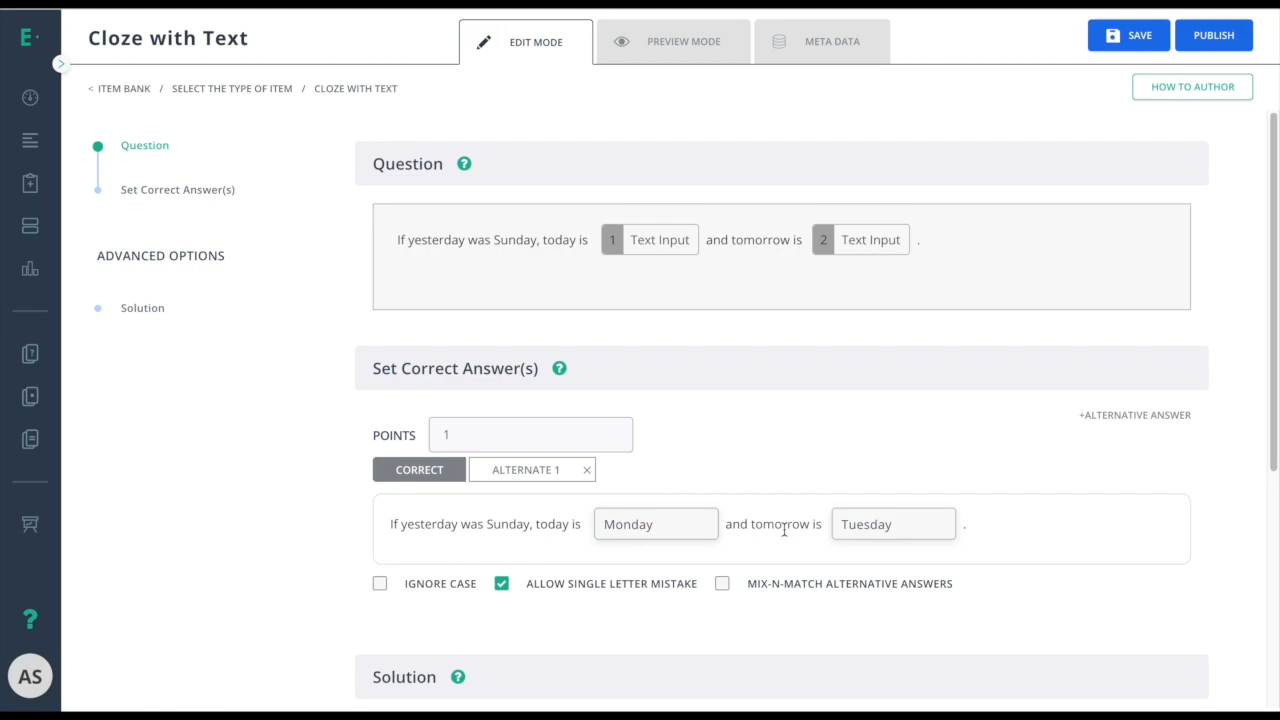 E·
Cloze with Text
EDIT MODE
PREVIEW MODE
META DATA
SAVE
PUBLISH
< ITEM BANK / SELECT THE TYPE OF ITEM / CLOZE WITH TEXT
HOW TO AUTHOR
Question
Set Correct Answer(s)
ADVANCED OPTIONS
Solution
Question ?
If yesterday was Sunday, today is 1 Text Input and tomorrow is 2 Text Input .
Set Correct Answer(s) ?
+ALTERNATIVE ANSWER
POINTS 1
CORRECT ALTERNATE 1 ×
If yesterday was Sunday, today is Monday and tomorrow is Tuesday .
IGNORE CASE ALLOW SINGLE LETTER MISTAKE MIX-N-MATCH ALTERNATIVE ANSWERS
Solution ?
?
AS